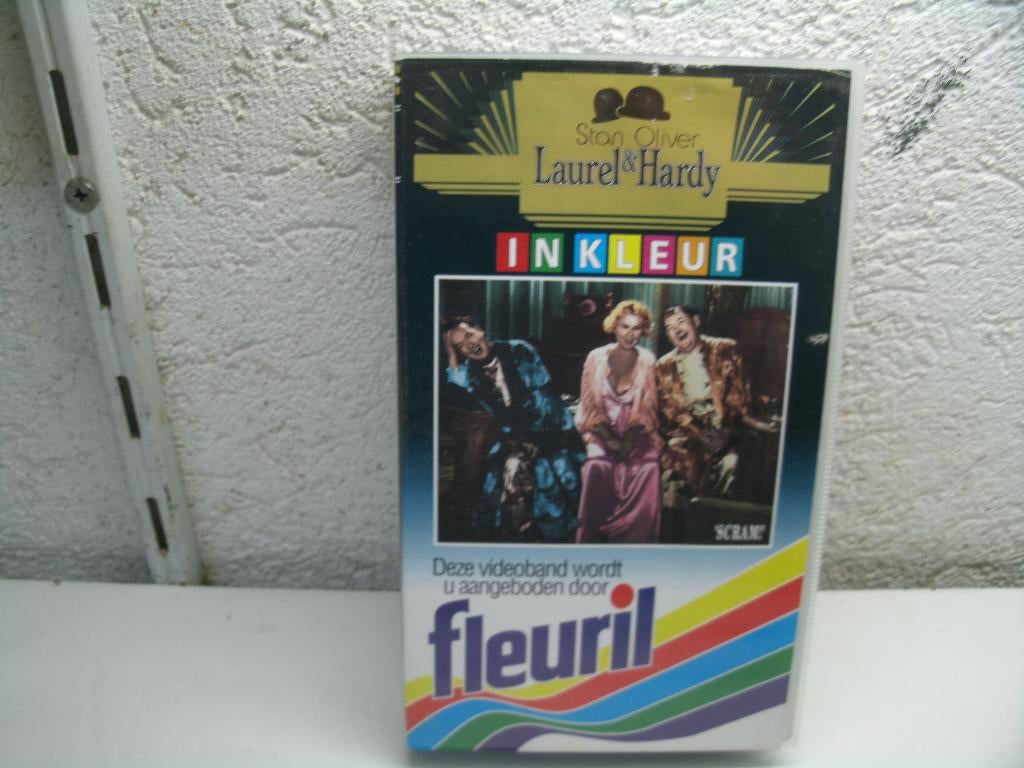 Stan Oliver
Laurel & Hardy
IN KLEUR
"SCRAM!"
Deze videoband wordt
u aangeboden door
fleuril